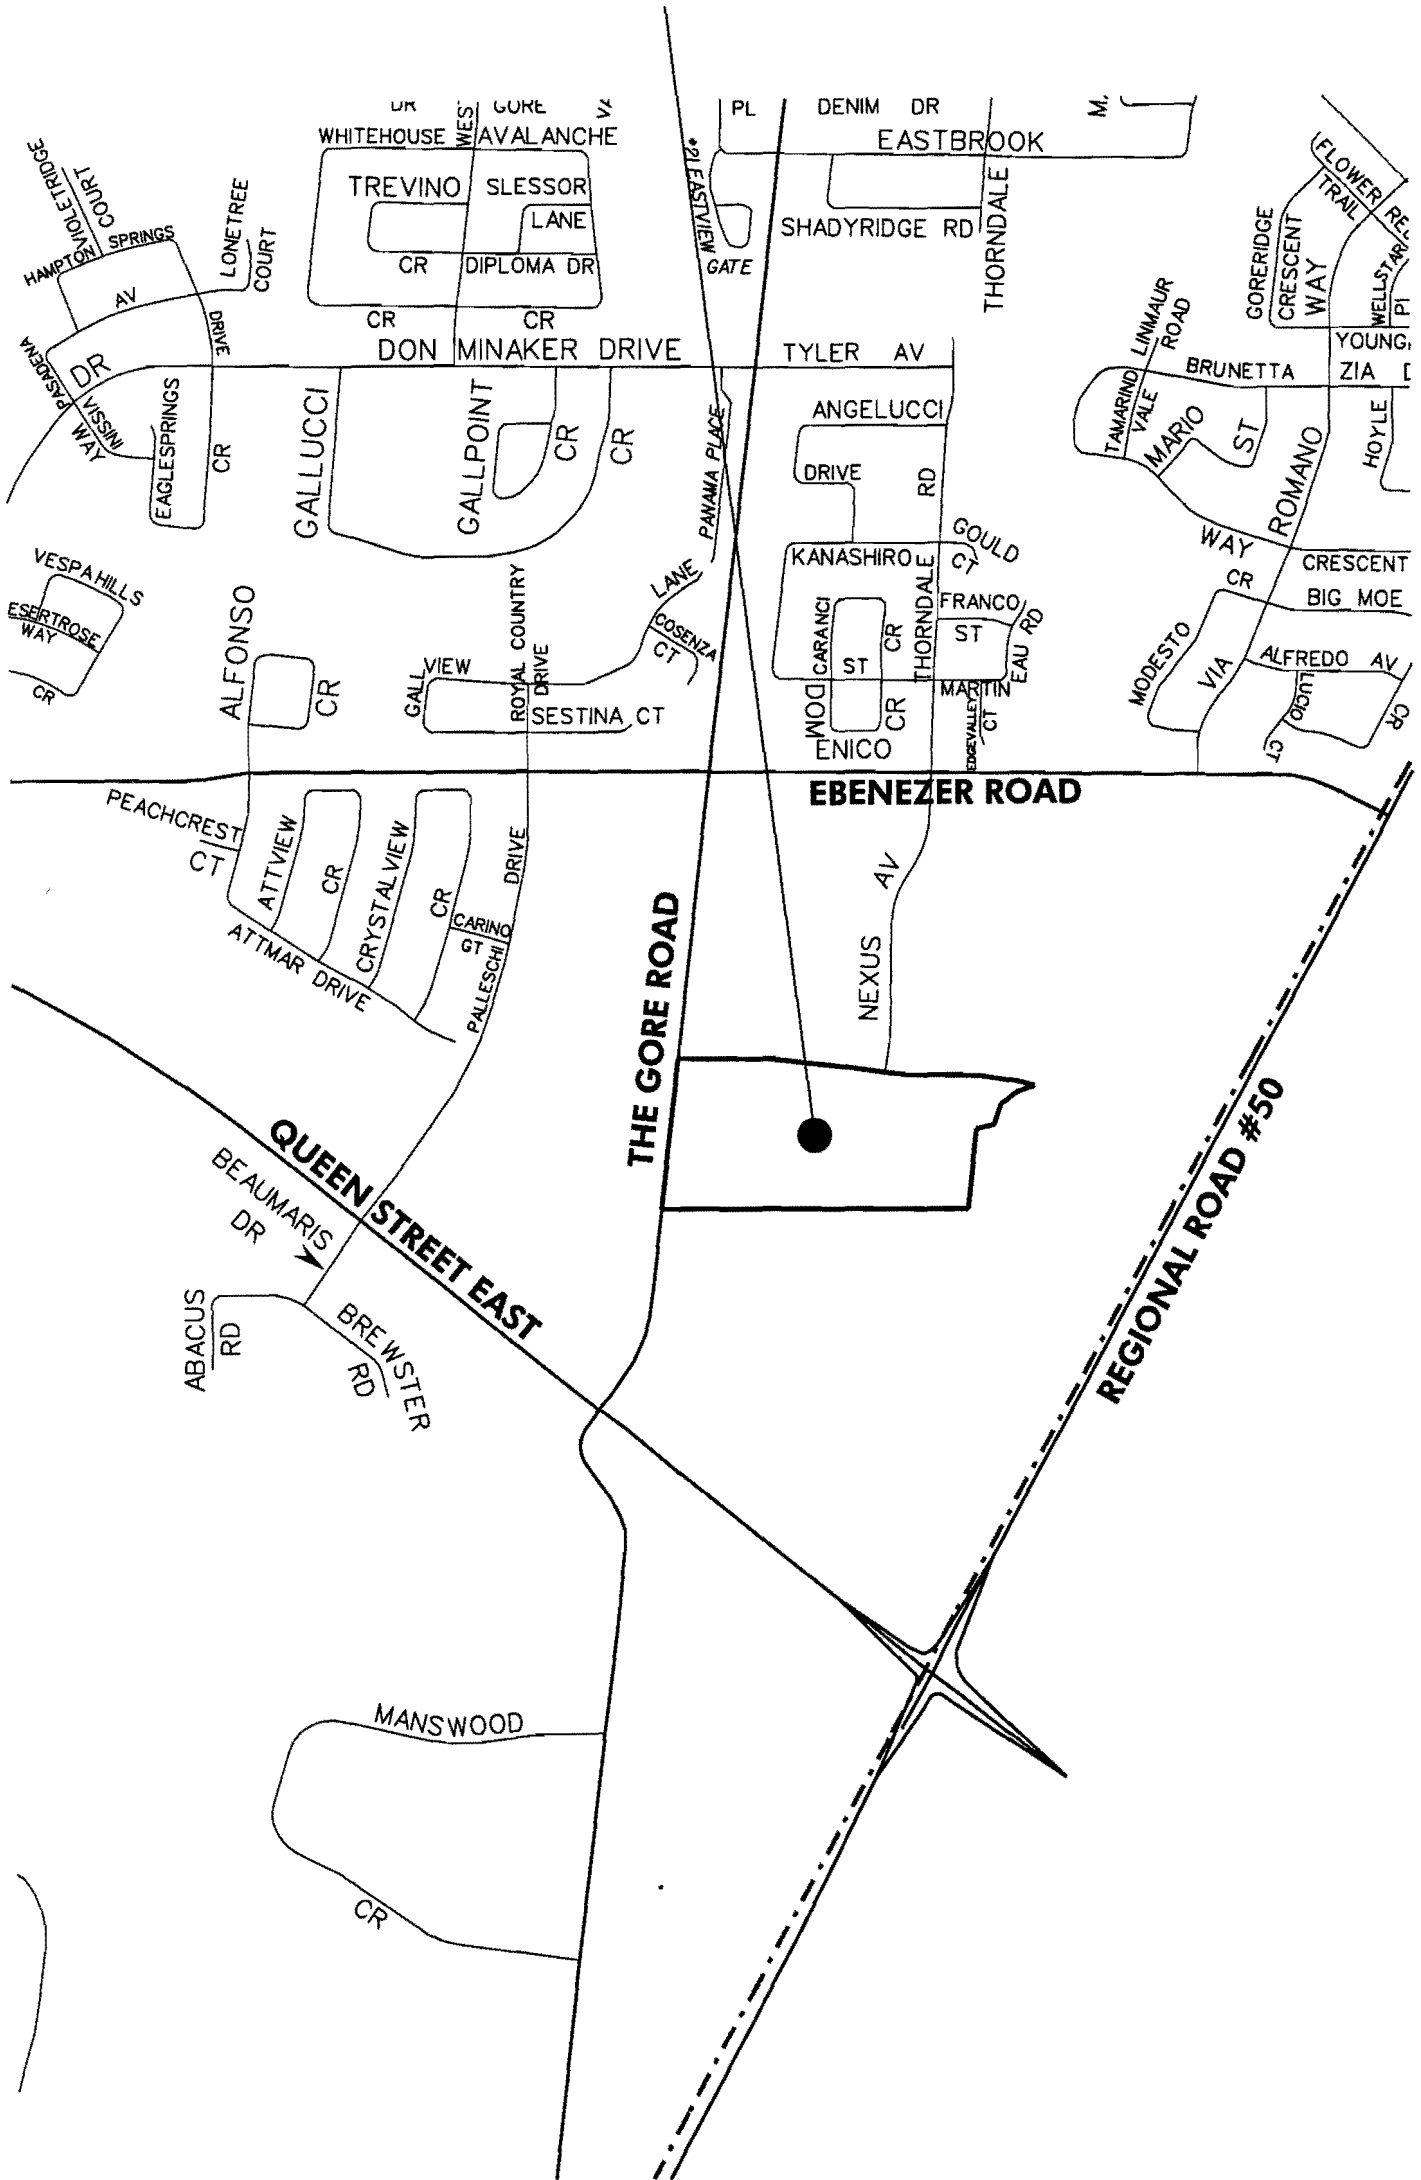 DR GORE
PL DENIM DR
WHITEHOUSE WES AVALANCHE
EASTBROOK
VIOLETRIDGE
COURT
#21 EASTVIEW
GATE
FLOWER
TRAIL
TREVINO SLESSOR
LANE
LONETREE
COURT
THORNDALE
SHADYRIDGE RD
GORERIDGE
CRESCENT
WAY
HAMPTON SPRINGS
CR DIPLOMA DR
AV
DRIVE
LINMAUR
ROAD
WELLSTAR
PL
CR CR
PASADENA
DR
DON MINAKER DRIVE
TYLER AV
YOUNG
BRUNETTA ZIA D
INISSIA
WAY
EAGLESPRINGS
CR
GALLUCCI
GALLPOINT
CR
CR
PANAMA PLACE
ANGELUCCI
DRIVE
RD
TAMARIND
VALE
MARIO
ST
ROMANO
HOYLE
GOULD
CT
WAY
KANASHIRO
CRESCENT
VESPAHILLS
ESERTROSE
WAY
CR
ALFONSO
CR
ROYAL COUNTRY
DRIVE
LANE
COSENZA
CT
THORNDALE
FRANCO
ST
EAU RD
CR
BIG MOE
CARANCI
CR
ST
MODESTO
VIA
ALFREDO AV
LUCIO
CT
CR
GALL
VIEW
SESTINA CT
DOM
ENICO
CR
MARTIN
CT
EDGEVALLEY
EBENEZER ROAD
PEACHCREST
CT
ATTVIEW
CR
CRYSTALVIEW
CR
DRIVE
CARINO
GT
PALLESCHI
ATTMAR DRIVE
THE GORE ROAD
NEXUS AV
QUEEN STREET EAST
REGIONAL ROAD #50
BEAUMARIS
DR
ABACUS
RD
BREWSTER
RD
MANSWOOD
CR